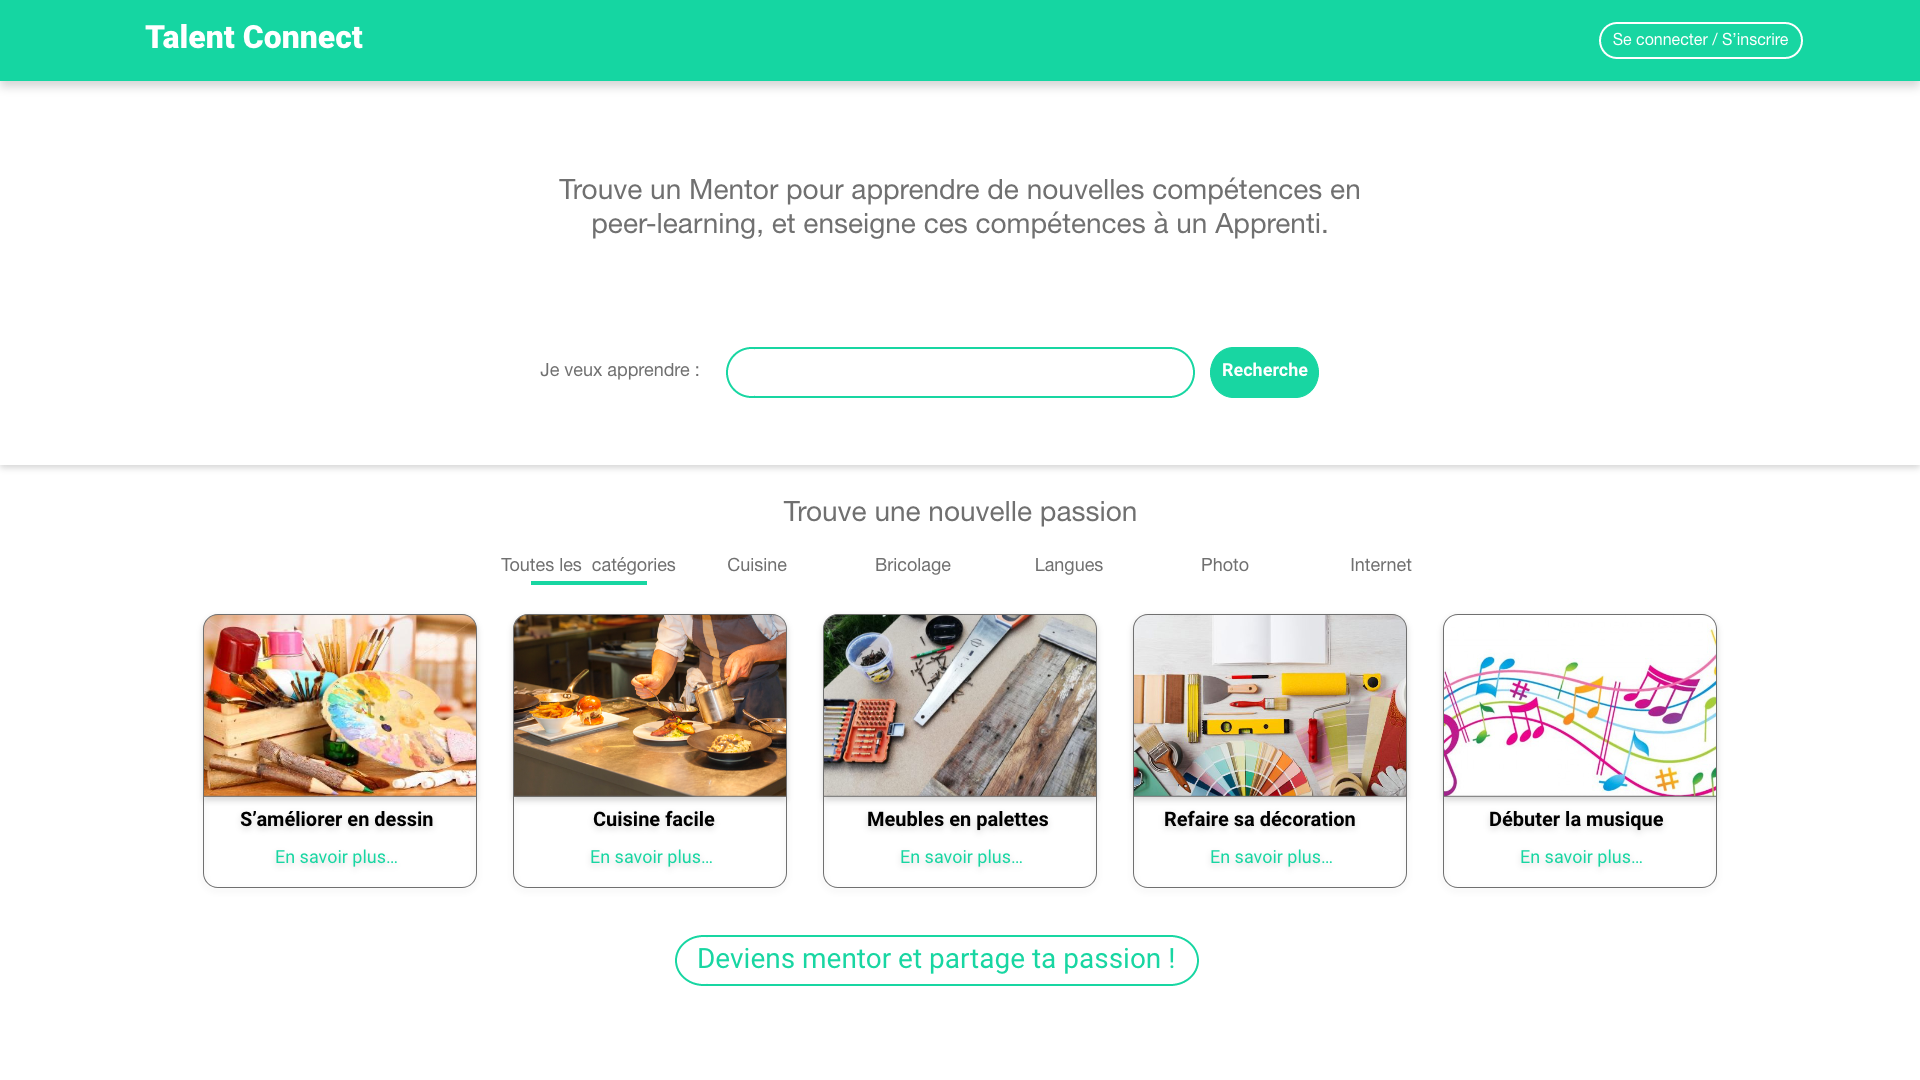 Talent Connect
Se connecter / S'inscrire
Trouve un Mentor pour apprendre de nouvelles compétences en
peer-learning, et enseigne ces compétences à un Apprenti.
Je veux apprendre :
Recherche
Trouve une nouvelle passion
Toutes les  catégories
Cuisine
Bricolage
Langues
Photo
Internet
S’améliorer en dessin
Cuisine facile
Meubles en palettes
Refaire sa décoration
Débuter la musique
En savoir plus...
En savoir plus...
En savoir plus...
En savoir plus...
En savoir plus...
Deviens mentor et partage ta passion !